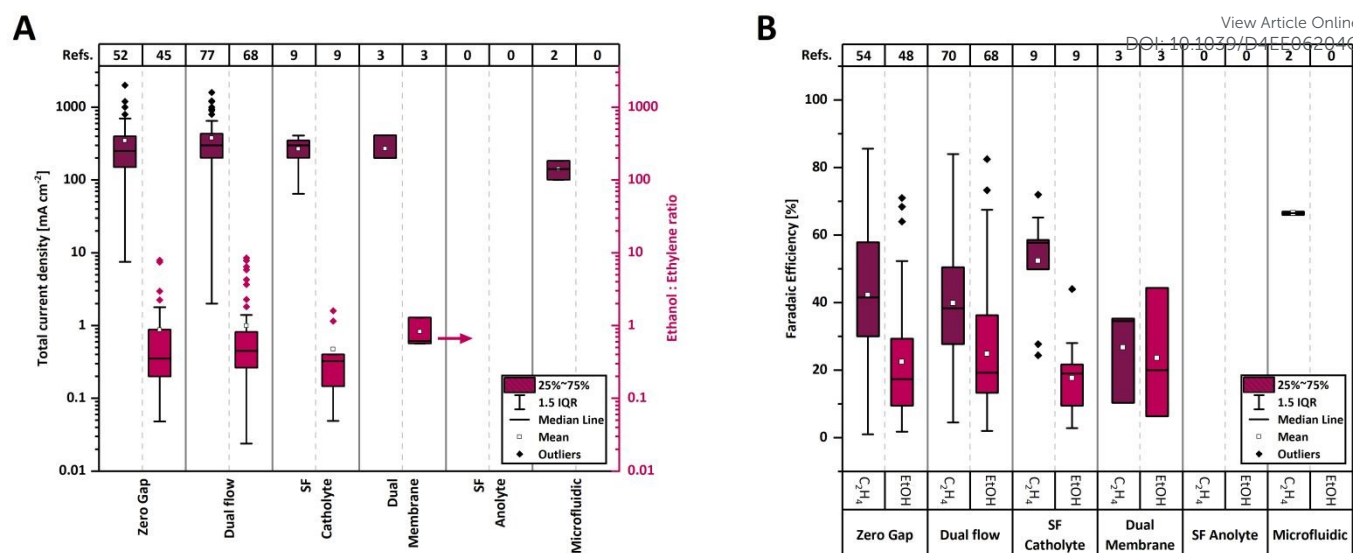 A
B
View Article Online
Refs. 52 45 77 68 9 9 3 3 0 0 2 0
Total current density [mA cm⁻²]
1000
100
10
1
0.1
0.01
1000
100
10
1
0.1
0.01
Ethanol : Ethylene ratio
25%~75%
1.5 IQR
Median Line
Mean
Outliers
Zero Gap
Dual flow
SF
Catholyte
Dual
Membrane
SF
Anolyte
Microfluidic
Refs. 54 48 70 68 9 9 3 3 0 0 2 0
Faradaic Efficiency [%]
100
80
60
40
20
0
25%~75%
1.5 IQR
Median Line
Mean
Outliers
C₂H₄ EtOH C₂H₄ EtOH C₂H₄ EtOH C₂H₄ EtOH C₂H₄ EtOH C₂H₄ EtOH
Zero Gap
Dual flow
SF
Catholyte
Dual
Membrane
SF Anolyte
Microfluidic